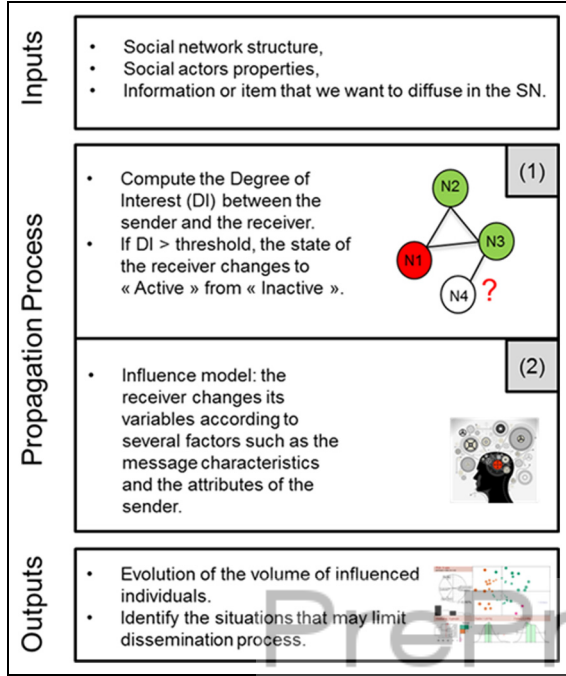 Inputs
• Social network structure,
• Social actors properties,
• Information or item that we want to diffuse in the SN.
Propagation Process
(1)
• Compute the Degree of
Interest (DI) between the
sender and the receiver.
• If DI > threshold, the state of
the receiver changes to
« Active » from « Inactive ».
N2
N3
N1
N4 ?
(2)
• Influence model: the
receiver changes its
variables according to
several factors such as the
message characteristics
and the attributes of the
sender.
Outputs
• Evolution of the volume of influenced
individuals.
• Identify the situations that may limit
dissemination process.
PrePr